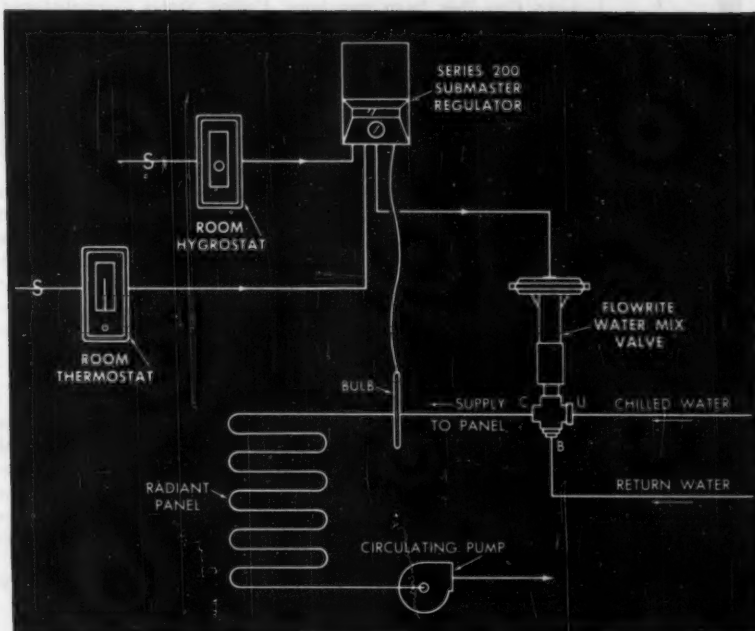 SERIES 200
SUBMASTER
REGULATOR
S
ROOM
HYGROSTAT
S
ROOM
THERMOSTAT
FLOWRITE
WATER MIX
VALVE
BULB
SUPPLY
TO PANEL
C
U
B
CHILLED WATER
RETURN WATER
RADIANT
PANEL
CIRCULATING PUMP